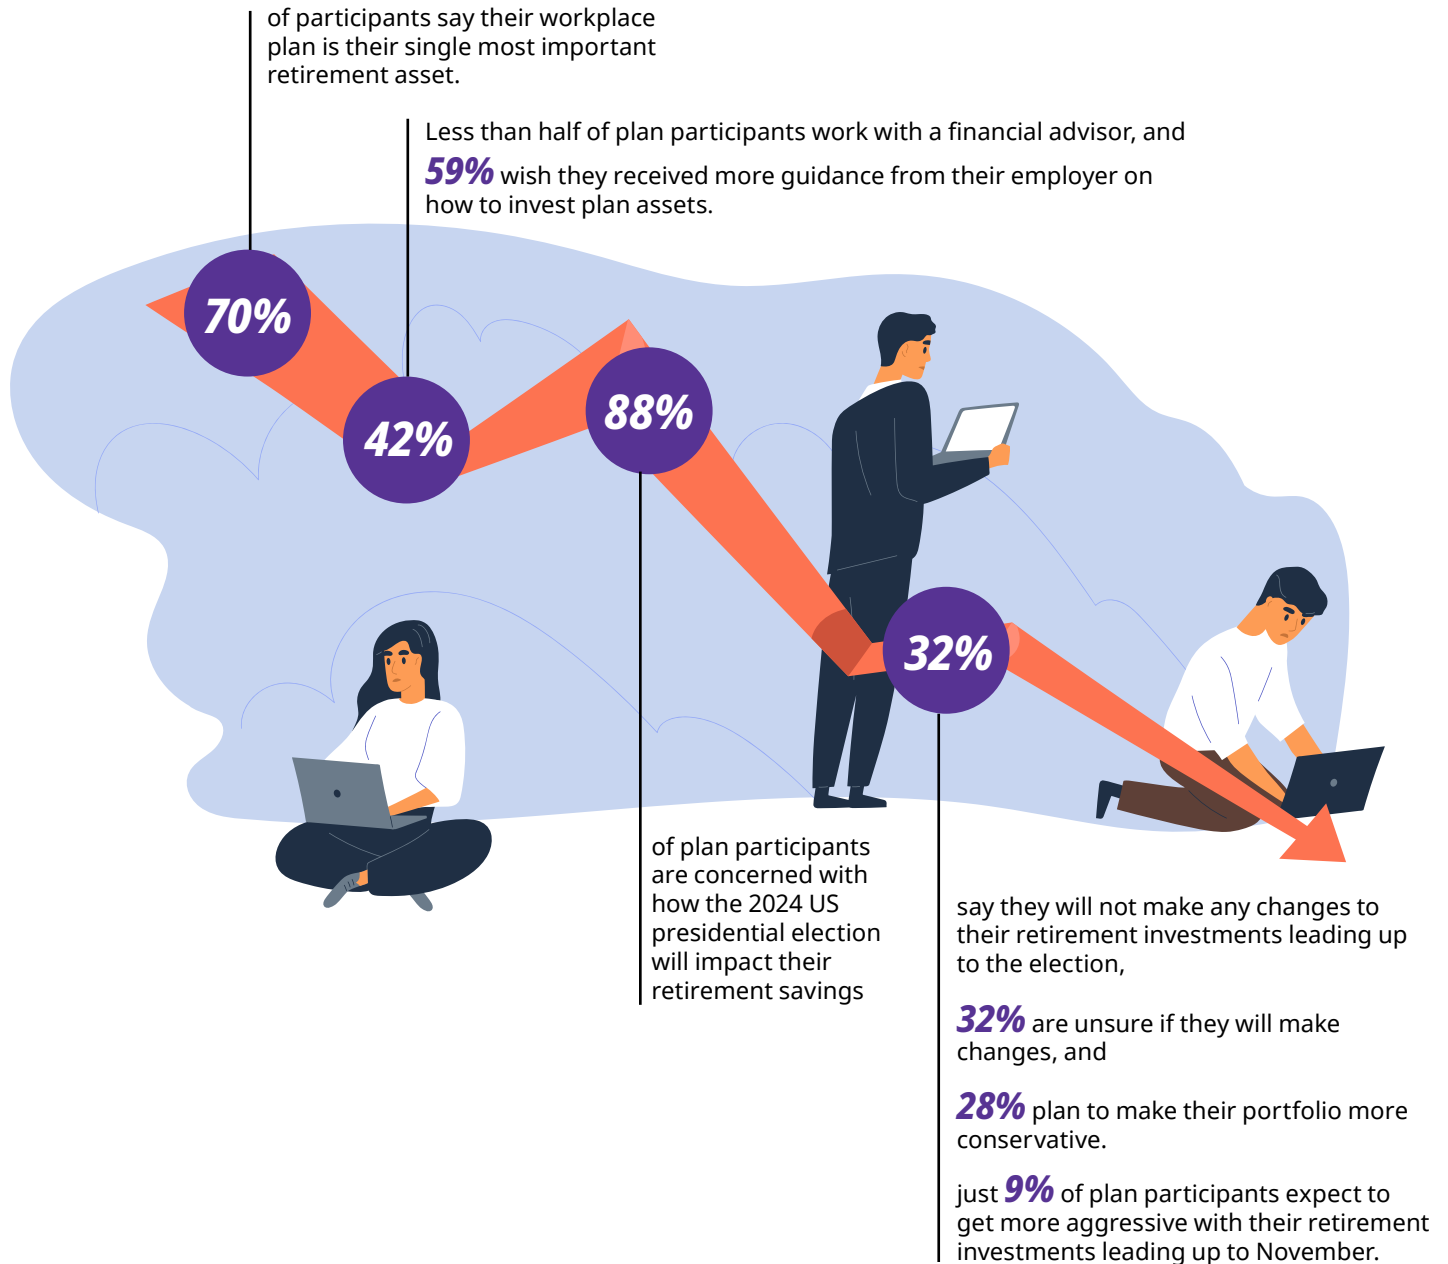 of participants say their workplace
plan is their single most important
retirement asset.
Less than half of plan participants work with a financial advisor, and
59% wish they received more guidance from their employer on
how to invest plan assets.
70%
42%
88%
32%
of plan participants
are concerned with
how the 2024 US
presidential election
will impact their
retirement savings
say they will not make any changes to
their retirement investments leading up
to the election,
32% are unsure if they will make
changes, and
28% plan to make their portfolio more
conservative.
just 9% of plan participants expect to
get more aggressive with their retirement
investments leading up to November.